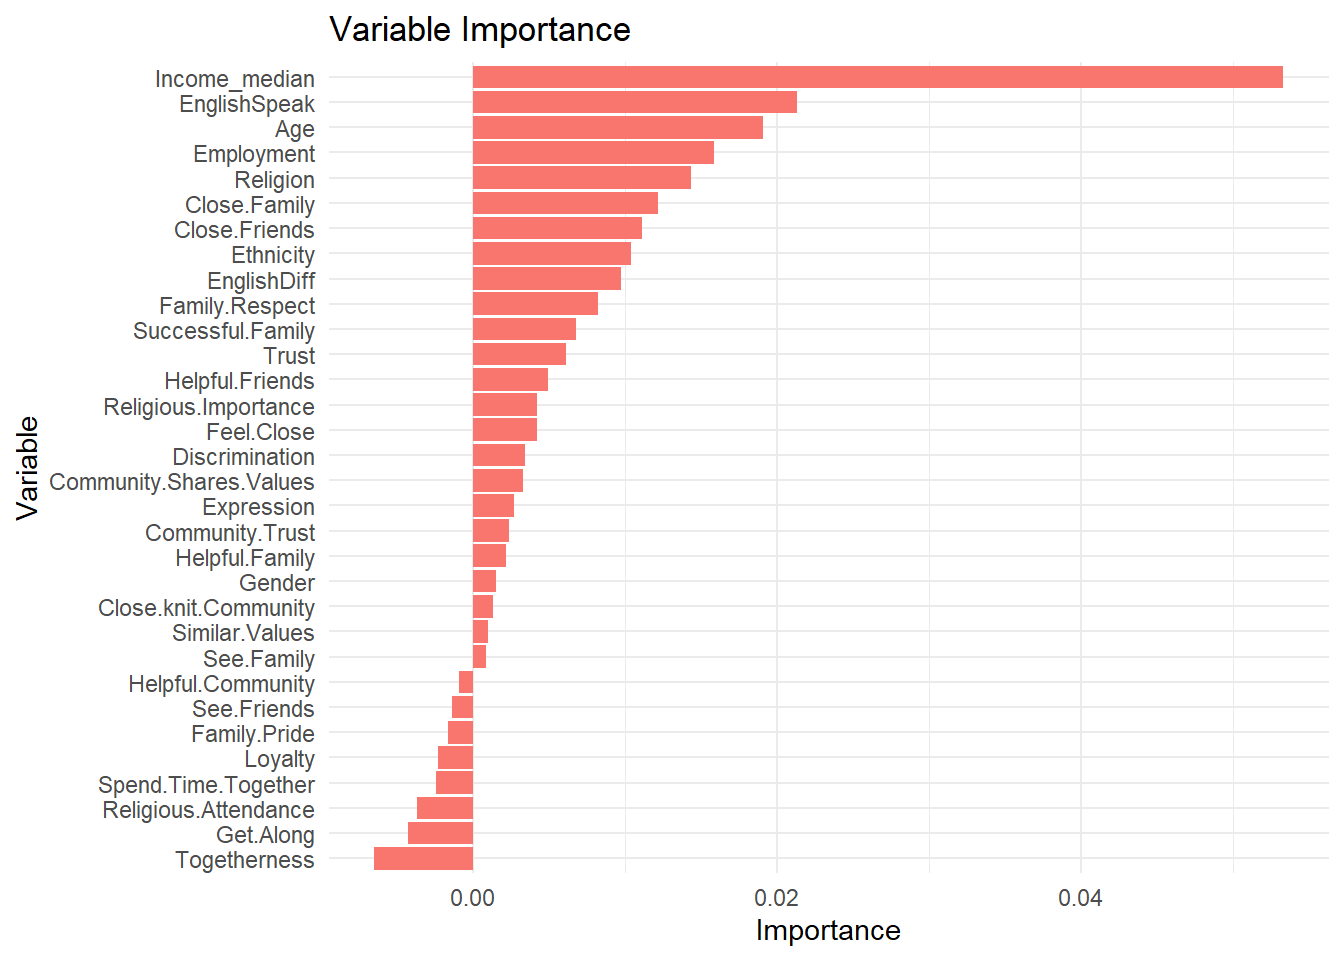 Variable Importance
Income_median
EnglishSpeak
Age
Employment
Religion
Close.Family
Close.Friends
Ethnicity
EnglishDiff
Family.Respect
Successful.Family
Trust
Helpful.Friends
Religious.Importance
Feel.Close
Discrimination
Community.Shares.Values
Expression
Community.Trust
Helpful.Family
Gender
Close.knit.Community
Similar.Values
See.Family
Helpful.Community
See.Friends
Family.Pride
Loyalty
Spend.Time.Together
Religious.Attendance
Get.Along
Togetherness
Variable
0.00 0.02 0.04
Importance